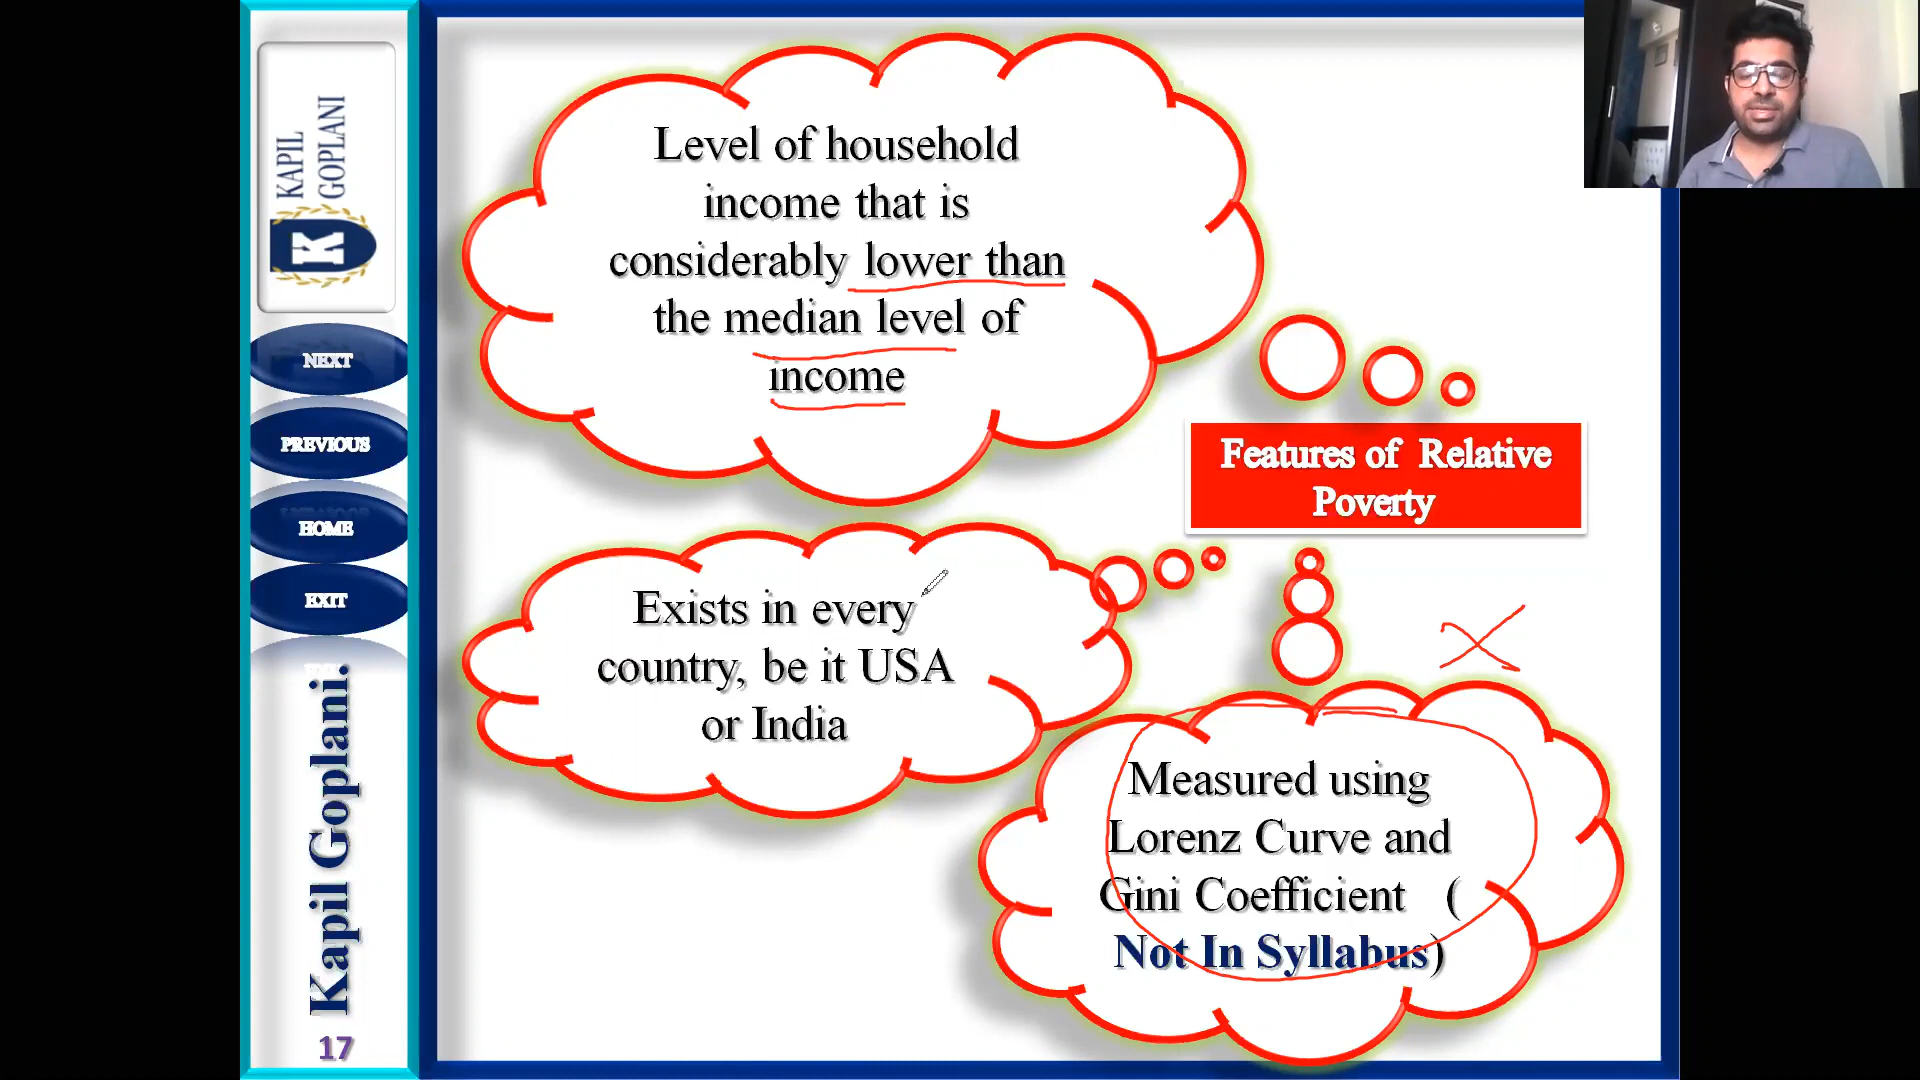 KAPIL
GOPLANI
K
NEXT
PREVIOUS
HOME
EXIT
Kapil Goplani.
17
Level of household
income that is
considerably lower than
the median level of
income
Features of Relative
Poverty
Exists in every
country, be it USA
or India
Measured using
Lorenz Curve and
Gini Coefficient (
Not In Syllabus)